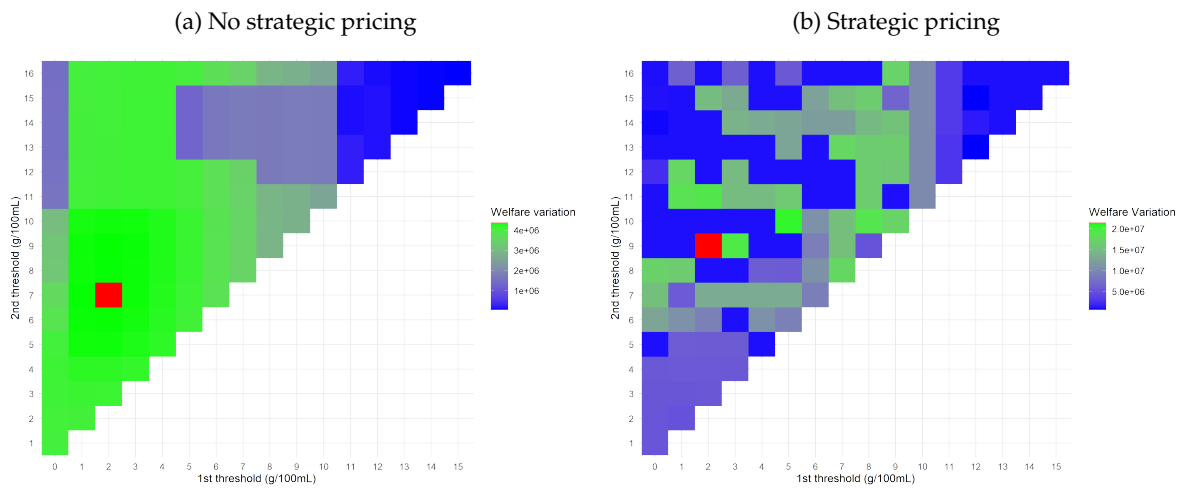 (a) No strategic pricing
16
15
14
13
12
11
10
9
8
7
6
5
4
3
2
1
2nd threshold (g/100mL)
0 1 2 3 4 5 6 7 8 9 10 11 12 13 14 15
1st threshold (g/100mL)
Welfare variation
4e+06
3e+06
2e+06
1e+06
(b) Strategic pricing
16
15
14
13
12
11
10
9
8
7
6
5
4
3
2
1
2nd threshold (g/100mL)
0 1 2 3 4 5 6 7 8 9 10 11 12 13 14 15
1st threshold (g/100mL)
Welfare Variation
2.0e+07
1.5e+07
1.0e+07
5.0e+06